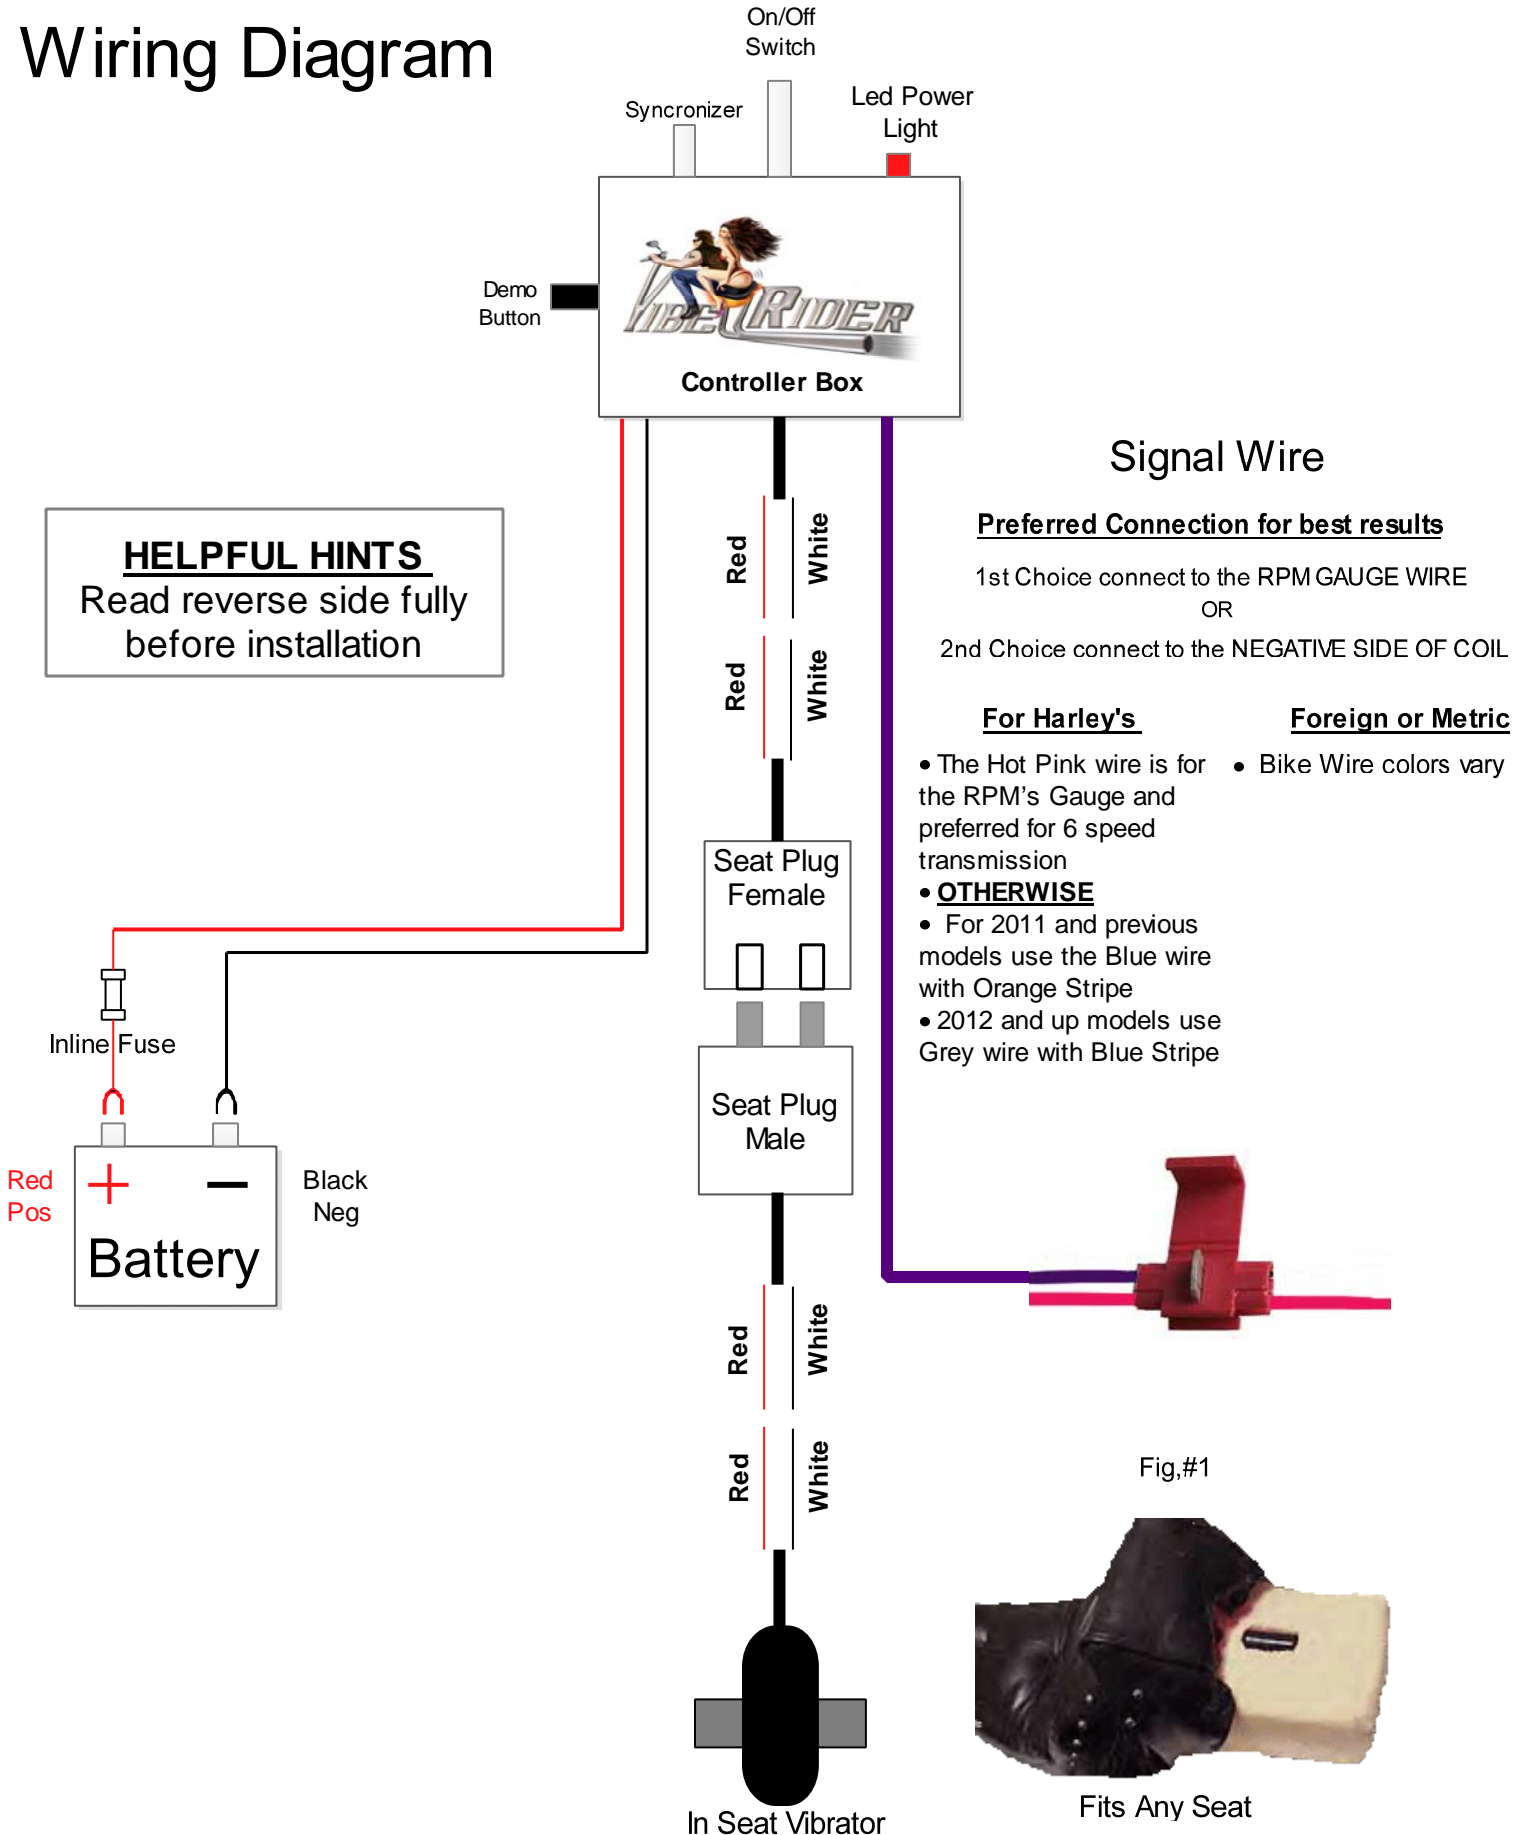 Wiring Diagram
On/Off
Switch
Syncronizer
Led Power
Light
Demo
Button
VIBE RIDER
Controller Box
HELPFUL HINTS
Read reverse side fully
before installation
Red
White
Red
White
Signal Wire
Preferred Connection for best results
1st Choice connect to the RPM GAUGE WIRE
OR
2nd Choice connect to the NEGATIVE SIDE OF COIL
For Harley's
• The Hot Pink wire is for
the RPM’s Gauge and
preferred for 6 speed
transmission
• OTHERWISE
• For 2011 and previous
models use the Blue wire
with Orange Stripe
• 2012 and up models use
Grey wire with Blue Stripe
Foreign or Metric
• Bike Wire colors vary
Seat Plug
Female
Seat Plug
Male
Inline Fuse
Red
Pos
+
−
Black
Neg
Battery
Red
White
Red
White
In Seat Vibrator
Fig,#1
Fits Any Seat